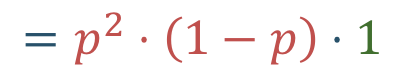 = p² · (1 − p) · 1